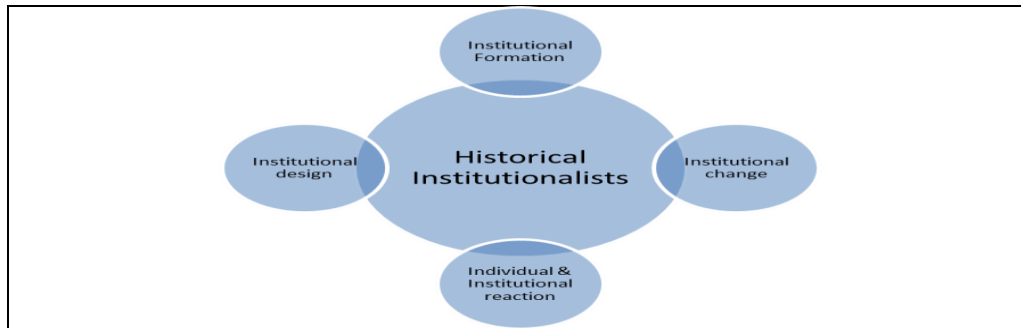 Institutional
Formation
Institutional
design
Historical
Institutionalists
Institutional
change
Individual &
Institutional
reaction